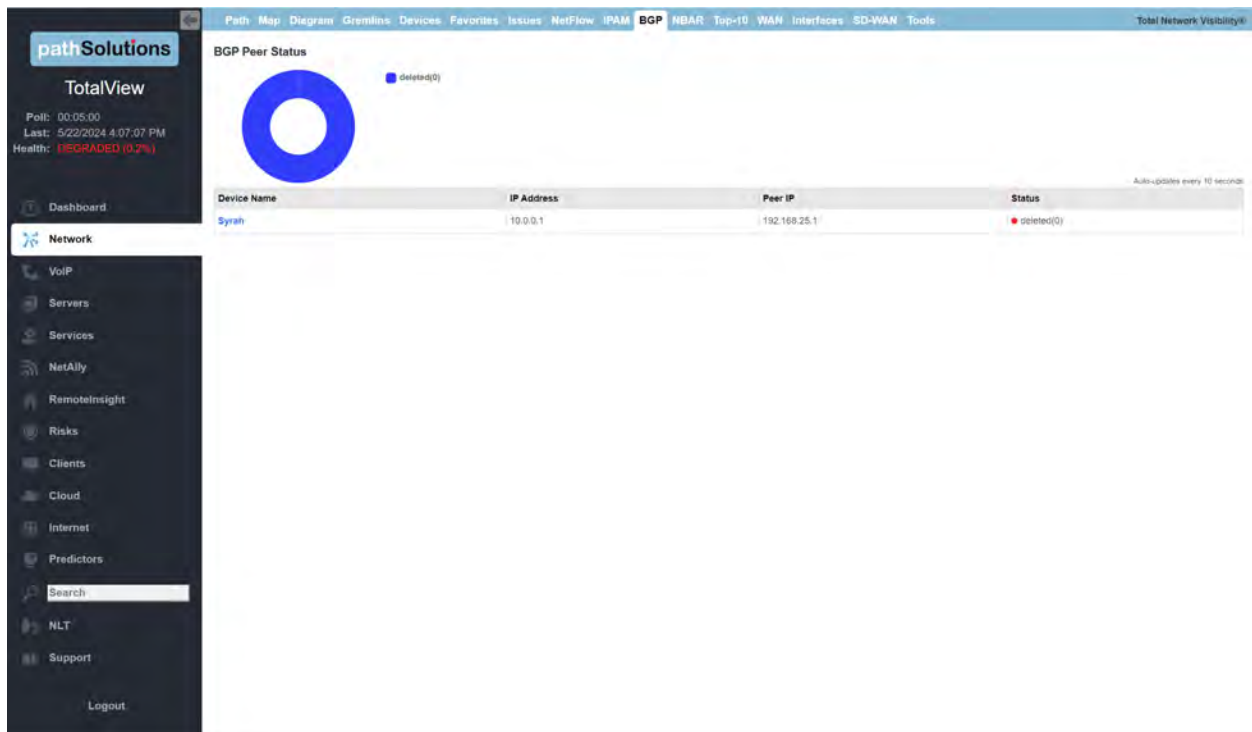 Path Map Diagram Gremlins Devices Favorites Issues NetFlow IPAM BGP NBAR Top-10 WAN Interfaces SD-WAN Tools
Total Network Visibility®
pathSolutions
TotalView
Poll: 00:05:00
Last: 5/22/2024 4:07:07 PM
Health: DEGRADED (0.2%)
Dashboard
Network
VoIP
Servers
Services
NetAlly
RemoteInsight
Risks
Clients
Cloud
Internet
Predictors
Search
NLT
Support
Logout
BGP Peer Status
deleted(0)
Auto-updates every 10 seconds
Device Name IP Address Peer IP Status
Syrah 10.0.0.1 192.168.25.1 deleted(0)